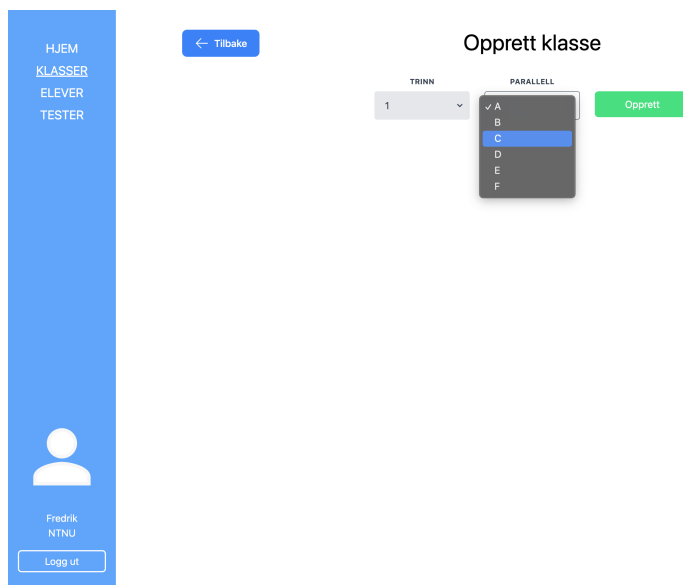 HJEM
KLASSER
ELEVER
TESTER
Fredrik
NTNU
Logg ut
Tilbake
Opprett klasse
TRINN
1
PARALLELL
A
B
C
D
E
F
Opprett